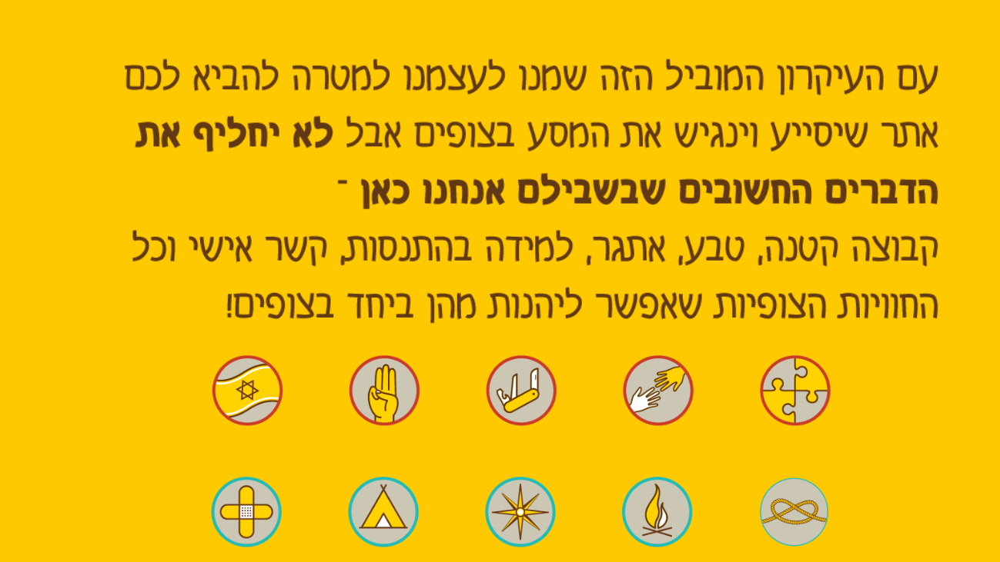 עם העיקרון המוביל הזה שמנו לעצמנו למטרה להביא לכם
אתר שיסייע וינגיש את המסע בצופים אבל לא יחליף את
הדברים החשובים שבשבילם אנחנו כאן -
קבוצה קטנה, טבע, אתגר, למידה בהתנסות, קשר אישי וכל
החוויות הצופיות שאפשר ליהנות מהן ביחד בצופים!